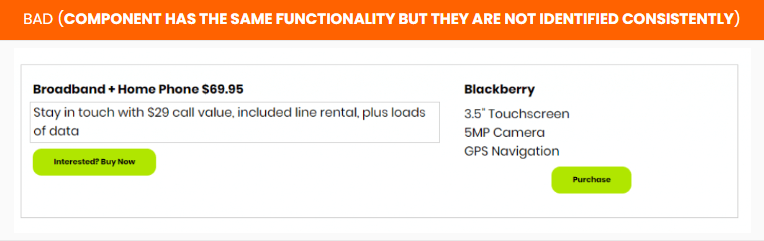 BAD (COMPONENT HAS THE SAME FUNCTIONALITY BUT THEY ARE NOT IDENTIFIED CONSISTENTLY)
Broadband + Home Phone $69.95
Stay in touch with $29 call value, included line rental, plus loads
of data
Interested? Buy Now
Blackberry
3.5" Touchscreen
5MP Camera
GPS Navigation
Purchase